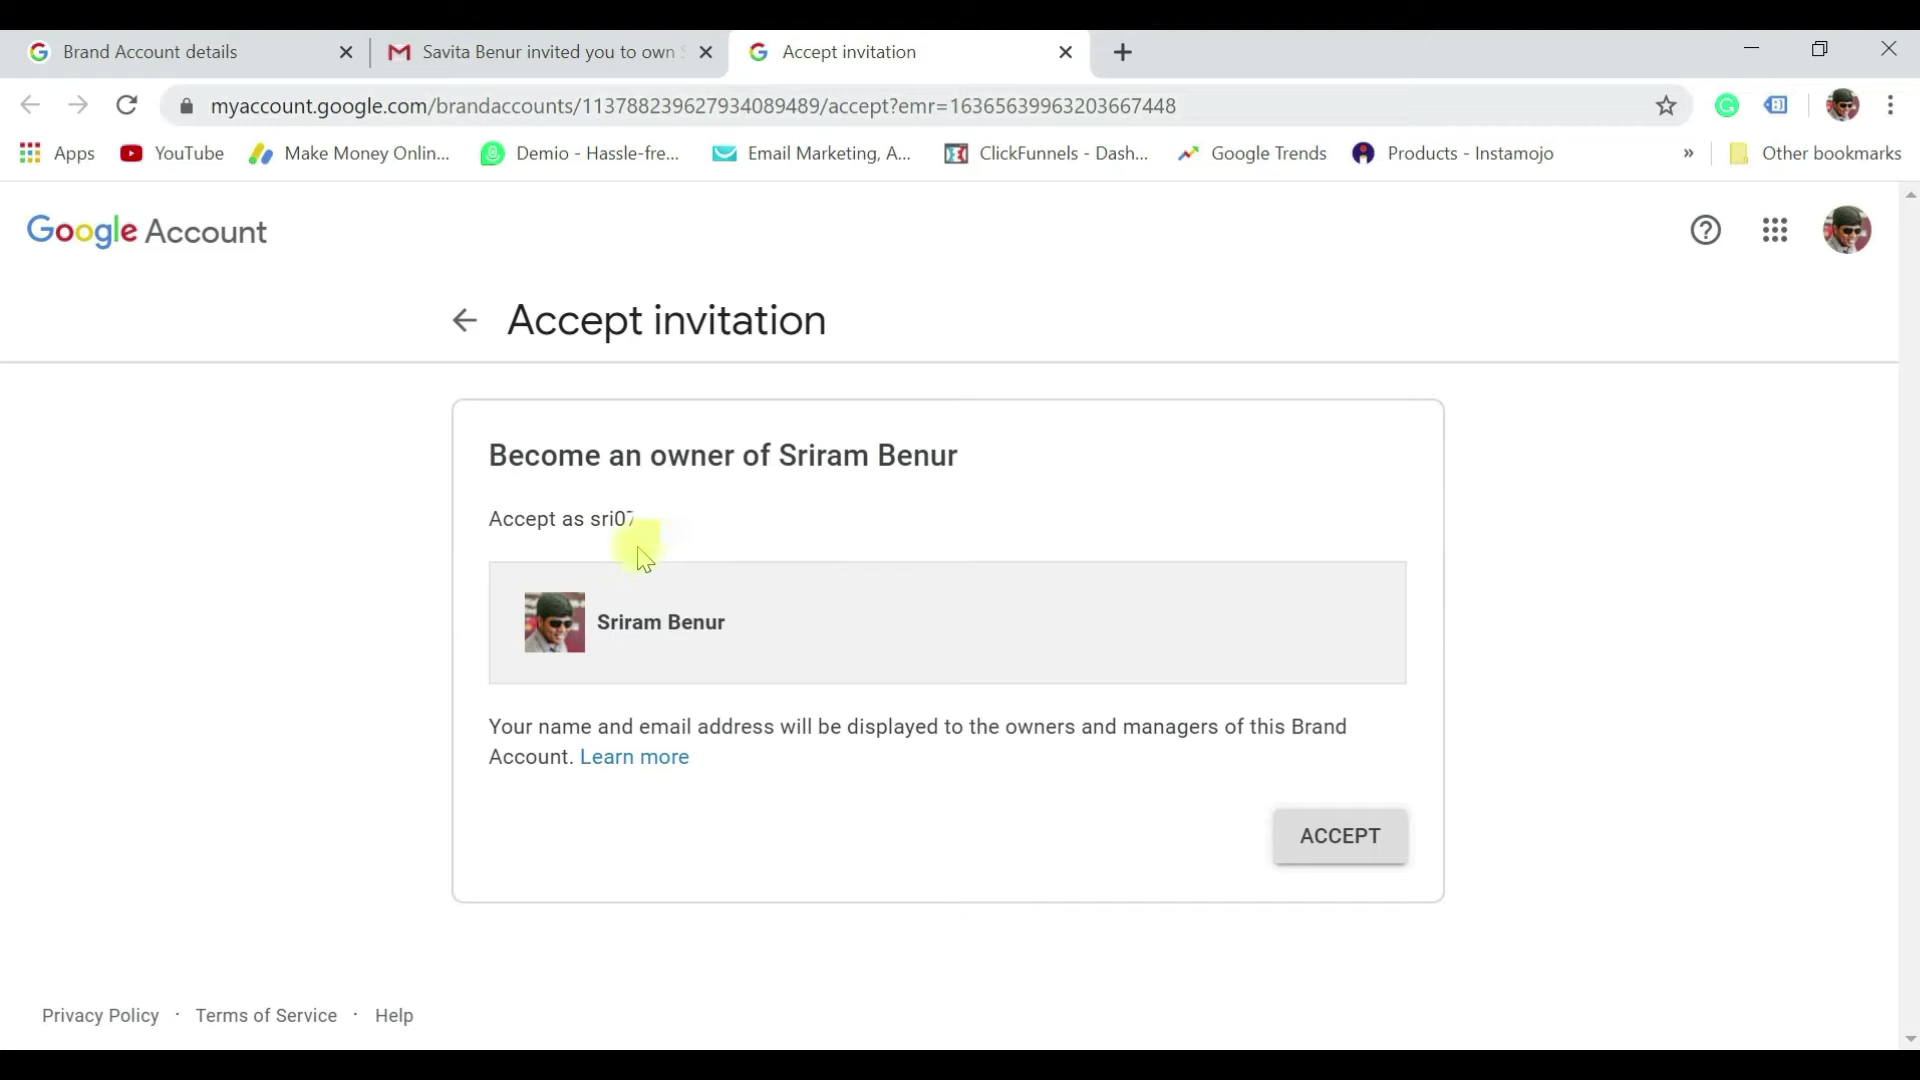 Brand Account details
Savita Benur invited you to own
Accept invitation
myaccount.google.com/brandaccounts/113788239627934089489/accept?emr=16365639963203667448
Apps
YouTube
Make Money Onlin...
Demio - Hassle-fre...
Email Marketing, A...
ClickFunnels - Dash...
Google Trends
Products - Instamojo
»
Other bookmarks
Google Account
Accept invitation
Become an owner of Sriram Benur
Accept as sri07
Sriram Benur
Your name and email address will be displayed to the owners and managers of this Brand
Account. Learn more
ACCEPT
Privacy Policy · Terms of Service · Help